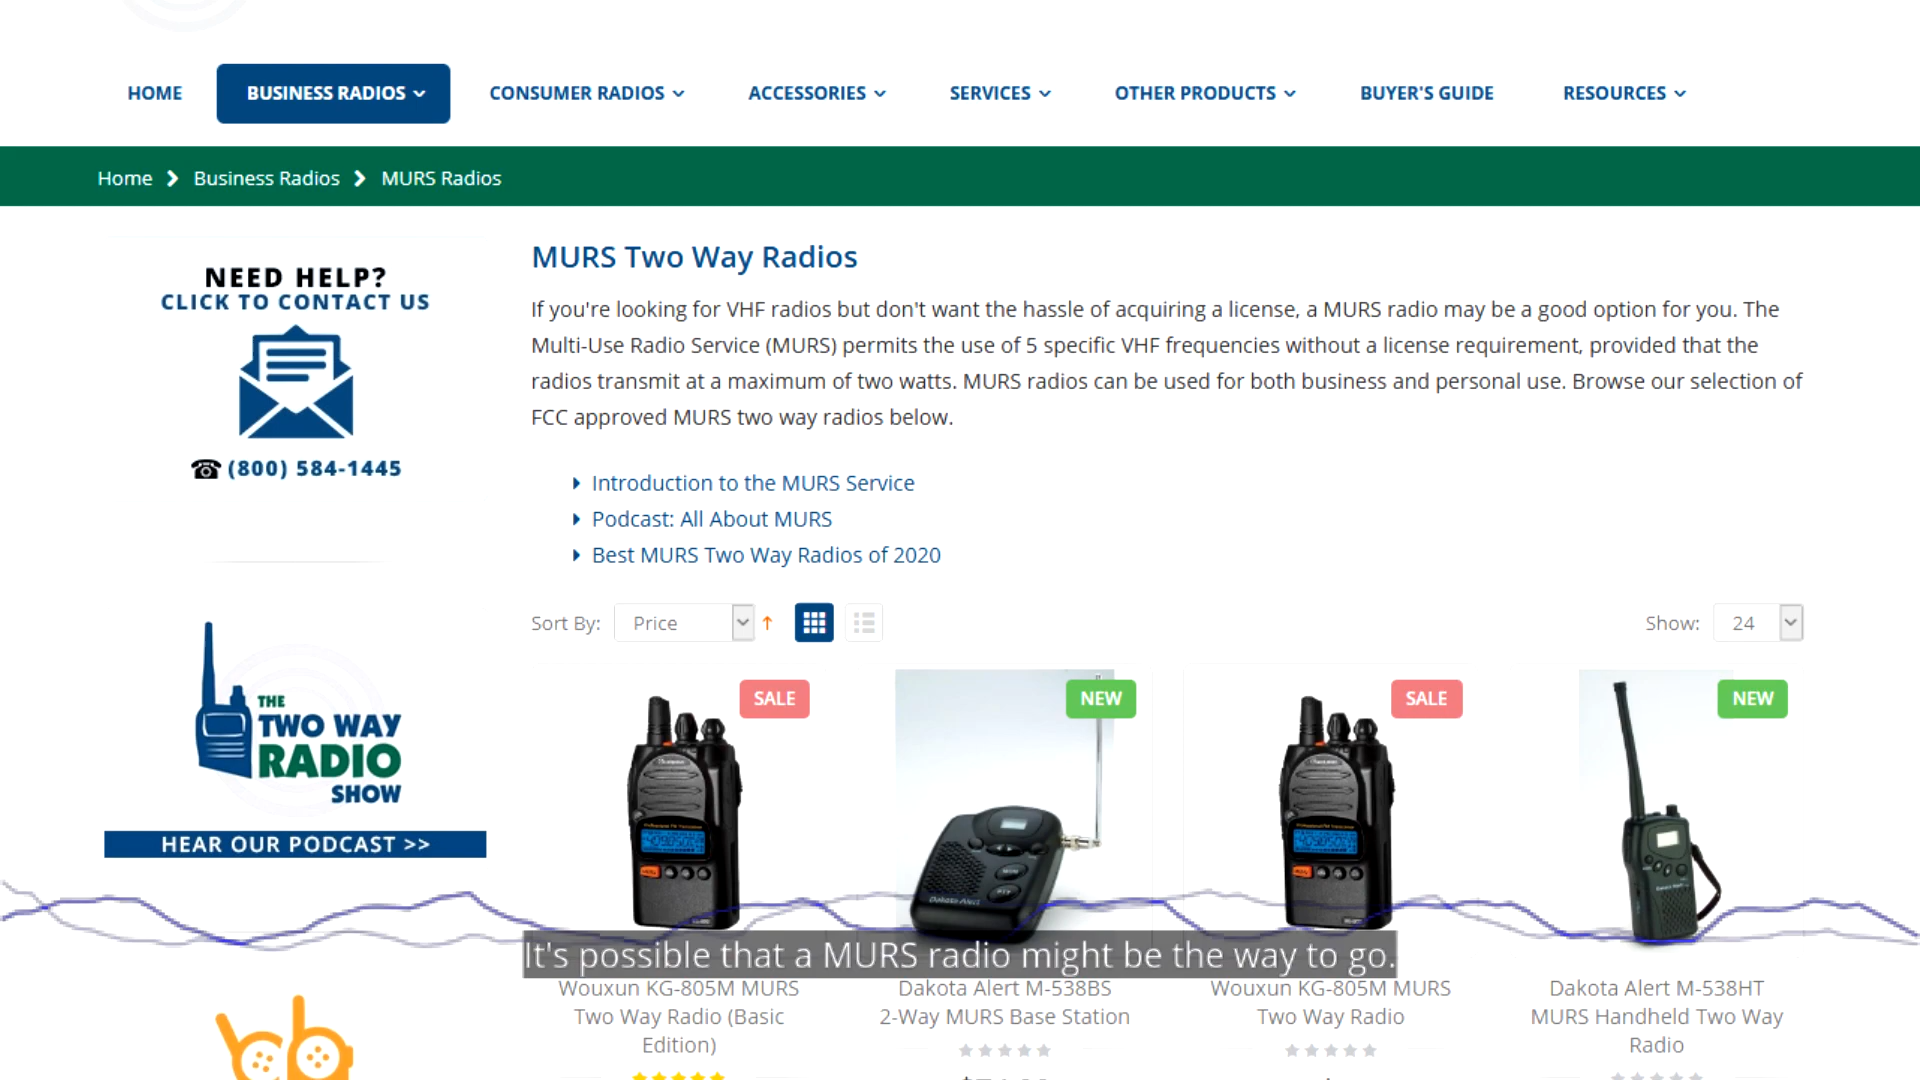 HOME
BUSINESS RADIOS
CONSUMER RADIOS
ACCESSORIES
SERVICES
OTHER PRODUCTS
BUYER'S GUIDE
RESOURCES
Home
Business Radios
MURS Radios
NEED HELP?
CLICK TO CONTACT US
(800) 584-1445
THE
TWO WAY
RADIO
SHOW
HEAR OUR PODCAST >>
MURS Two Way Radios
If you're looking for VHF radios but don't want the hassle of acquiring a license, a MURS radio may be a good option for you. The
Multi-Use Radio Service (MURS) permits the use of 5 specific VHF frequencies without a license requirement, provided that the
radios transmit at a maximum of two watts. MURS radios can be used for both business and personal use. Browse our selection of
FCC approved MURS two way radios below.
Introduction to the MURS Service
Podcast: All About MURS
Best MURS Two Way Radios of 2020
Sort By:
Price
Show:
24
SALE
NEW
SALE
NEW
Dakota Alert
It's possible that a MURS radio might be the way to go.
Wouxun KG-805M MURS
Two Way Radio (Basic
Edition)
Dakota Alert M-538BS
2-Way MURS Base Station
Wouxun KG-805M MURS
Two Way Radio
Dakota Alert M-538HT
MURS Handheld Two Way
Radio